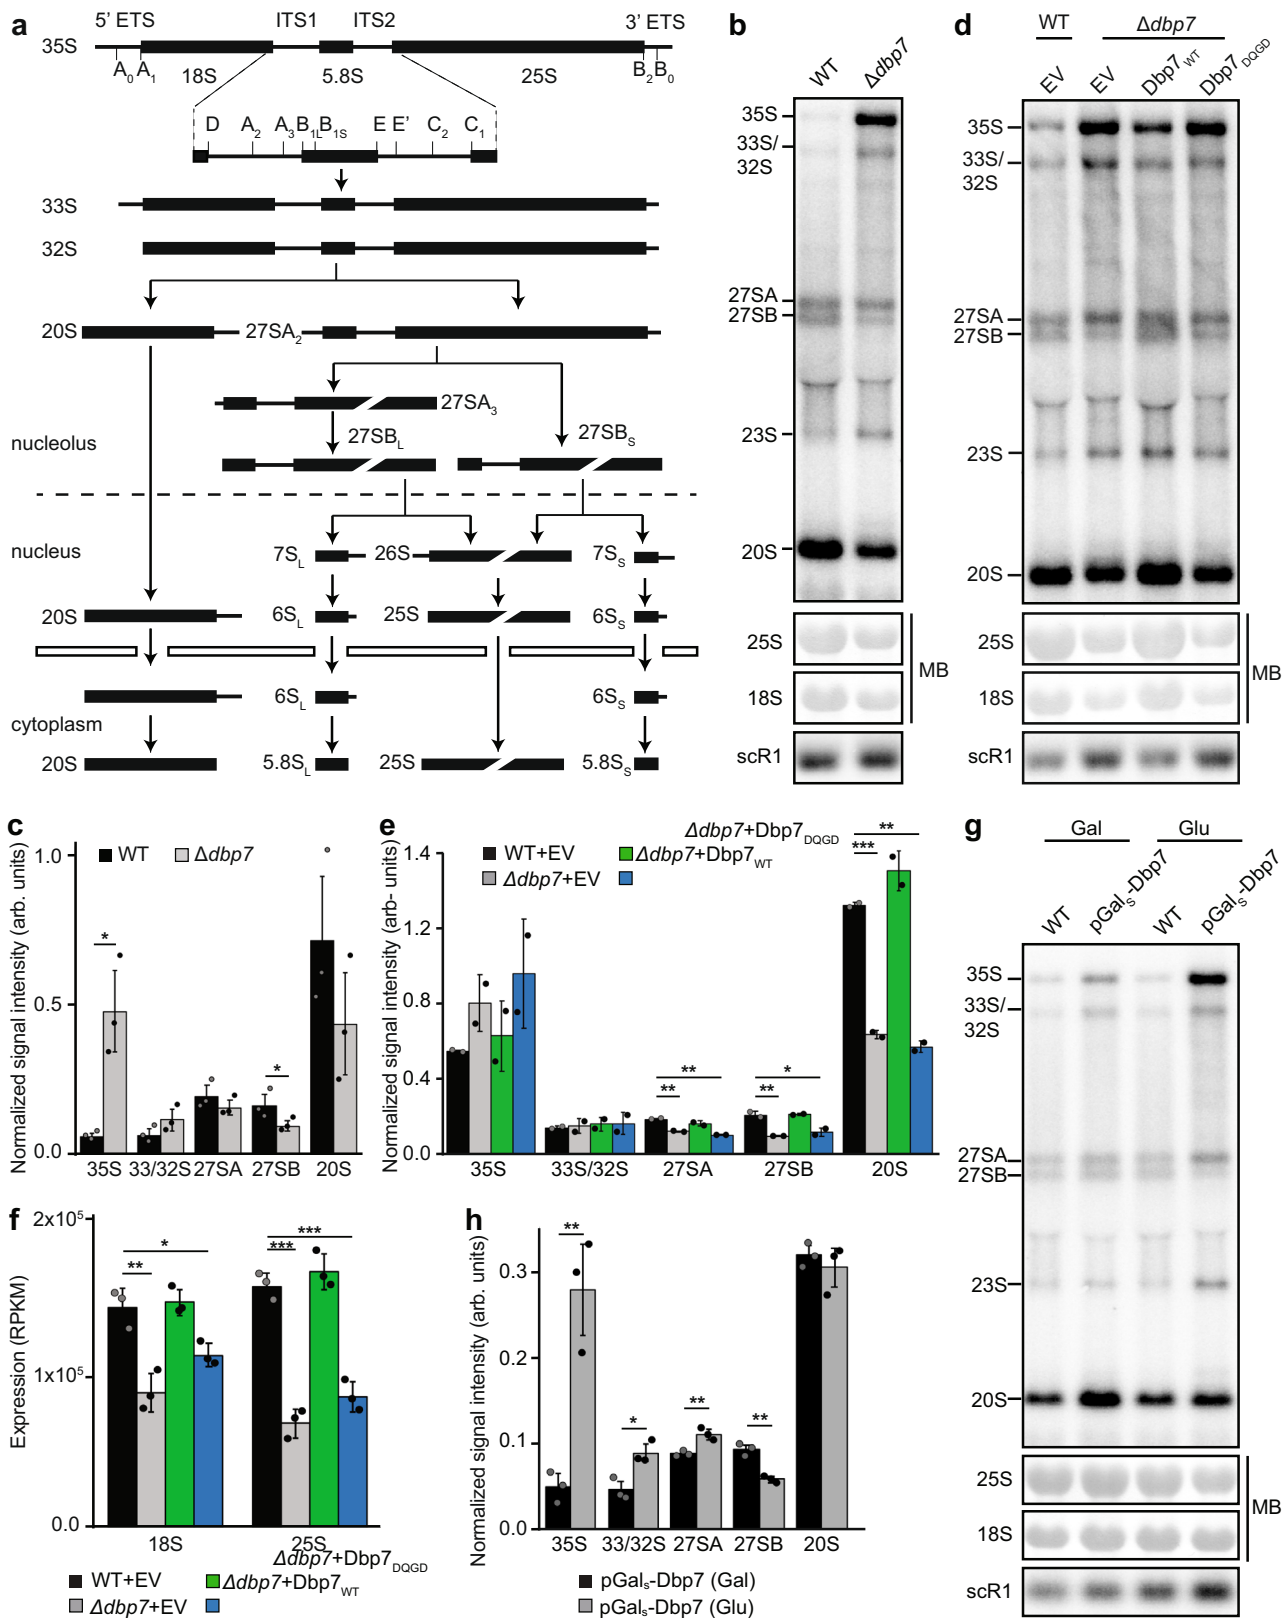 a
5' ETS ITS1 ITS2 3' ETS
35S
A0 A1 18S 5.8S 25S B2 B0
D A2 A3 B1L B1S E E' C2 C1
33S
32S
20S 27SA2
27SA3
27SBL 27SBS
nucleolus
nucleus
7SL 26S 7SS
20S 6SL 25S 6SS
6SL 6SS
cytoplasm
20S 5.8SL 25S 5.8SS
b
WT Δdbp7
35S
33S/
32S
27SA
27SB
23S
20S
25S
18S
MB
scR1
d
WT Δdbp7
EV EV Dbp7WT Dbp7DQGD
35S
33S/
32S
27SA
27SB
23S
20S
25S
18S
MB
scR1
c
WT Δdbp7
Normalized signal intensity (arb. units)
1.0
0.5
0.0
*
*
35S 33/32S 27SA 27SB 20S
e
Δdbp7+Dbp7DQGD
WT+EV Δdbp7+Dbp7WT
Δdbp7+EV
Normalized signal intensity (arb- units)
1.4
1.2
0.8
0.4
0.0
**
**
**
*
**
**
***
35S 33S/32S 27SA 27SB 20S
f
Expression (RPKM)
2x10⁵
1x10⁵
0.0
*
**
***
***
18S 25S
Δdbp7+Dbp7DQGD
WT+EV Δdbp7+Dbp7WT
Δdbp7+EV
h
Normalized signal intensity (arb. units)
0.3
0.2
0.1
0.0
**
*
**
**
35S 33/32S 27SA 27SB 20S
pGals-Dbp7 (Gal)
pGals-Dbp7 (Glu)
g
Gal Glu
WT pGals-Dbp7 WT pGals-Dbp7
35S
33S/
32S
27SA
27SB
23S
20S
25S
18S
MB
scR1